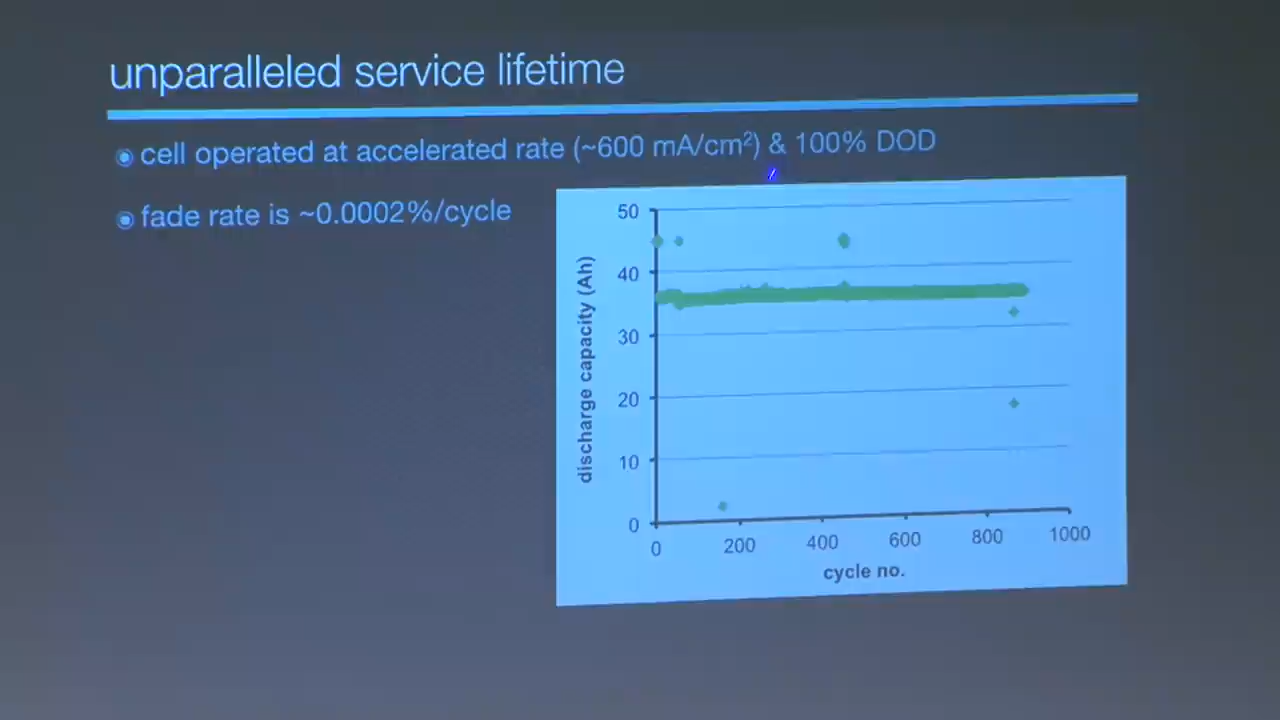 unparalleled service lifetime
cell operated at accelerated rate (~600 mA/cm²) & 100% DOD
fade rate is ~0.0002%/cycle
50
40
30
20
10
0
discharge capacity (Ah)
0 200 400 600 800 1000
cycle no.